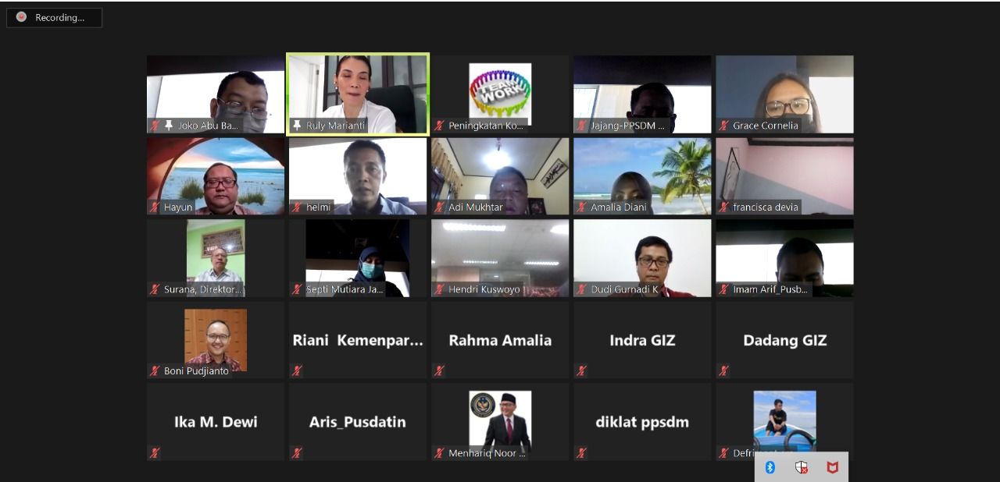 Recording...
Joko Abu Ba...
Ruly Marianti
TEAM
WORK
Peningkatan Ko...
Jajang-PPSDM ...
Grace Cornelia
Hayun
helmi
Adi Mukhtar
Amalia Diani
francisca devia
Surana, Direktor...
Septi Mutiara Ja...
Hendri Kuswoyo
Dudi Gurnadi K
Imam Arif_Pusb...
Boni Pudjianto
Riani Kemenpar...
Rahma Amalia
Indra GIZ
Dadang GIZ
Ika M. Dewi
Aris_Pusdatin
Menhariq Noor ...
diklat ppsdm